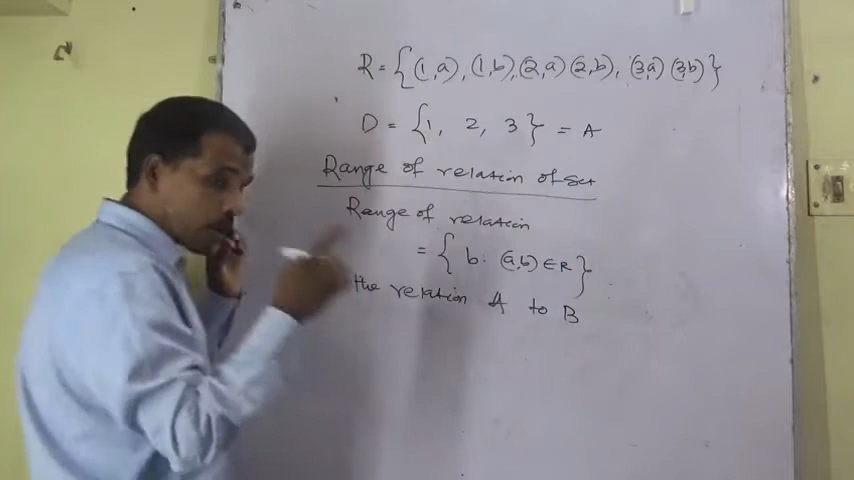 R = {(1,a), (1,b), (2,a) (2,b), (3,a) (3,b)}
D = {1, 2, 3} = A
Range of relation of Set
Range of relation
= { b. (a,b) ∈ R }
the relation A to B